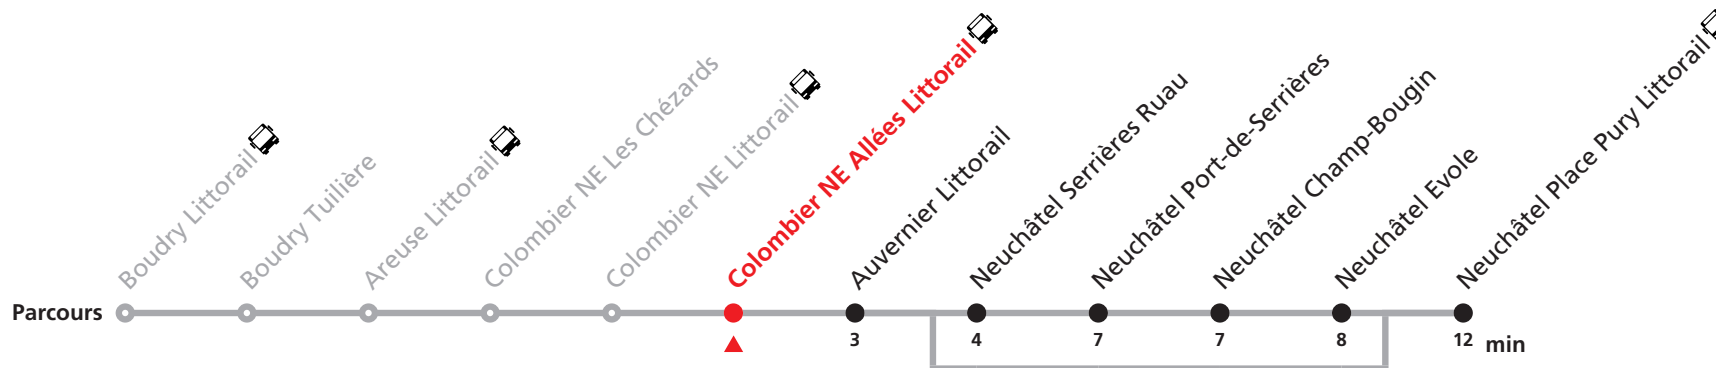 Boudry Littorail
Boudry Tuilière
Areuse Littorail
Colombier NE Les Chézards
Colombier NE Littorail
Colombier NE Allées Littorail
Auvernier Littorail
Neuchâtel Serrières Ruau
Neuchâtel Port-de-Serrières
Neuchâtel Champ-Bougin
Neuchâtel Evole
Neuchâtel Place Pury Littorail
Parcours
3 4 7 7 8 12 min